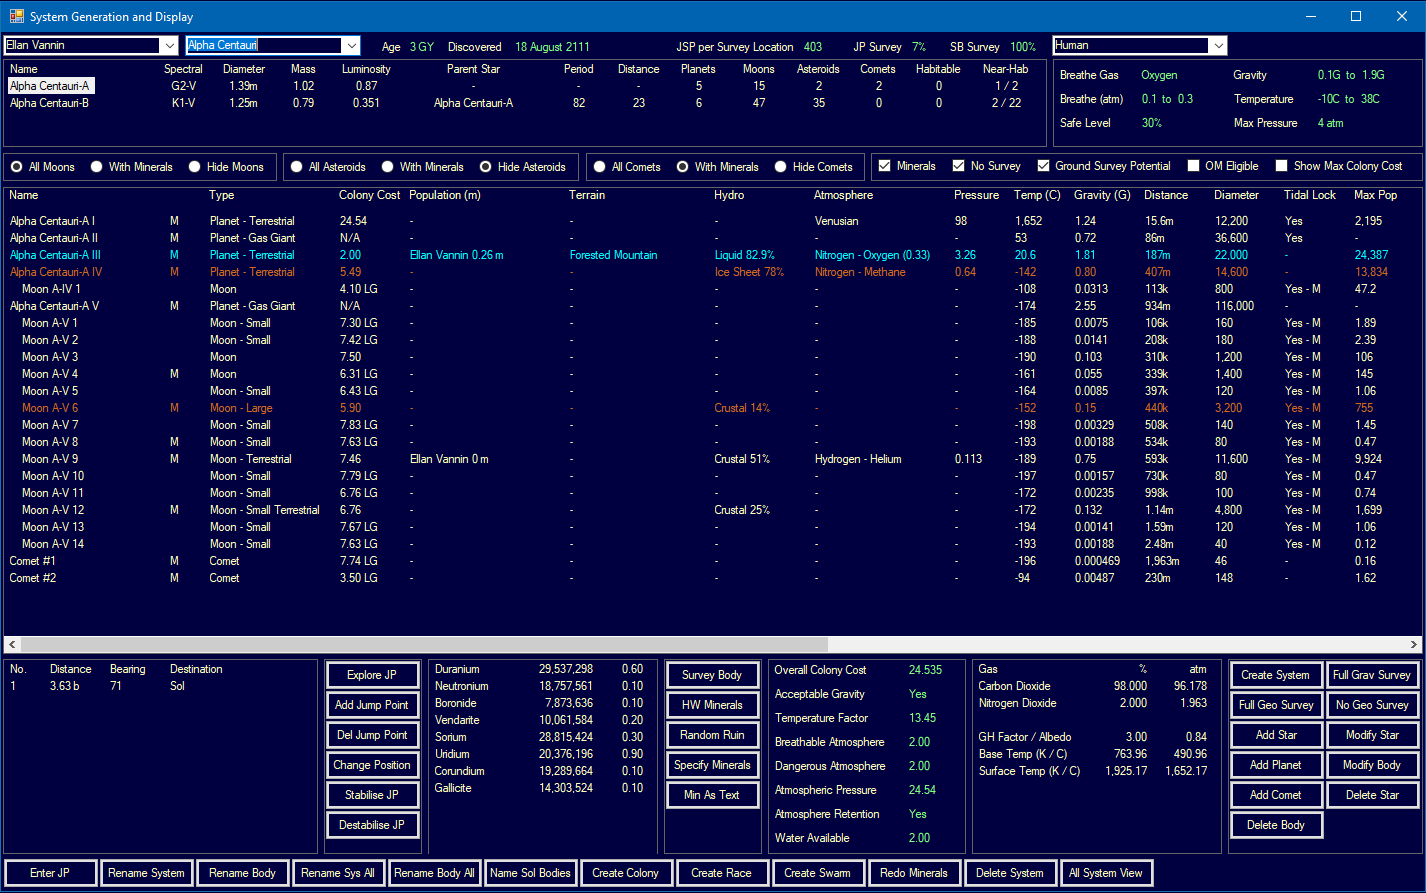 System Generation and Display
Ellan Vannin Alpha Centauri Age 3 GY Discovered 18 August 2111 JSP per Survey Location 403 JP Survey 7% SB Survey 100% Human
Name Spectral Diameter Mass Luminosity Parent Star Period Distance Planets Moons Asteroids Comets Habitable Near-Hab
Alpha Centauri-A G2-V 1.39m 1.02 0.87 - - - 5 15 2 2 0 1 / 2
Alpha Centauri-B K1-V 1.25m 0.79 0.351 Alpha Centauri-A 82 23 6 47 35 0 0 2 / 22
Breathe Gas Oxygen Gravity 0.1G to 1.9G
Breathe (atm) 0.1 to 0.3 Temperature -10C to 38C
Safe Level 30% Max Pressure 4 atm
All Moons With Minerals Hide Moons All Asteroids With Minerals Hide Asteroids All Comets With Minerals Hide Comets Minerals No Survey Ground Survey Potential OM Eligible Show Max Colony Cost
Name Type Colony Cost Population (m) Terrain Hydro Atmosphere Pressure Temp (C) Gravity (G) Distance Diameter Tidal Lock Max Pop
Alpha Centauri-A I M Planet - Terrestrial 24.54 - - - Venusian 98 1,652 1.24 15.6m 12,200 Yes 2,195
Alpha Centauri-A II M Planet - Gas Giant N/A - - - - - 53 0.72 86m 36,600 Yes -
Alpha Centauri-A III M Planet - Terrestrial 2.00 Ellan Vannin 0.26 m Forested Mountain Liquid 82.9% Nitrogen - Oxygen (0.33) 3.26 20.6 1.81 187m 22,000 - 24,387
Alpha Centauri-A IV M Planet - Terrestrial 5.49 - - Ice Sheet 78% Nitrogen - Methane 0.64 -142 0.80 407m 14,600 - 13,834
Moon A-IV 1 Moon 4.10 LG - - - - - -108 0.0313 113k 800 Yes - M 47.2
Alpha Centauri-A V M Planet - Gas Giant N/A - - - - - -174 2.55 934m 116,000 - -
Moon A-V 1 Moon - Small 7.30 LG - - - - - -185 0.0075 106k 160 Yes - M 1.89
Moon A-V 2 Moon - Small 7.42 LG - - - - - -188 0.0141 208k 180 Yes - M 2.39
Moon A-V 3 Moon 7.50 - - - - - -190 0.103 310k 1,200 Yes - M 106
Moon A-V 4 M Moon 6.31 LG - - - - - -161 0.055 339k 1,400 Yes - M 145
Moon A-V 5 Moon - Small 6.43 LG - - - - - -164 0.0085 397k 120 Yes - M 1.06
Moon A-V 6 M Moon - Large 5.90 - - Crustal 14% - - -152 0.15 440k 3,200 Yes - M 755
Moon A-V 7 Moon - Small 7.83 LG - - - - - -198 0.00329 508k 140 Yes - M 1.45
Moon A-V 8 M Moon - Small 7.63 LG - - - - - -193 0.00188 534k 80 Yes - M 0.47
Moon A-V 9 M Moon - Terrestrial 7.46 Ellan Vannin 0 m - Crustal 51% Hydrogen - Helium 0.113 -189 0.75 593k 11,600 Yes - M 9,924
Moon A-V 10 Moon - Small 7.79 LG - - - - - -197 0.00157 730k 80 Yes - M 0.47
Moon A-V 11 Moon - Small 6.76 LG - - - - - -172 0.00235 998k 100 Yes - M 0.74
Moon A-V 12 M Moon - Small Terrestrial 6.76 - - Crustal 25% - - -172 0.132 1.14m 4,800 Yes - M 1,699
Moon A-V 13 Moon - Small 7.67 LG - - - - - -194 0.00141 1.59m 120 Yes - M 1.06
Moon A-V 14 Moon - Small 7.63 LG - - - - - -193 0.00188 2.48m 40 Yes - M 0.12
Comet #1 M Comet 7.74 LG - - - - - -196 0.000469 1,963m 46 - 0.16
Comet #2 M Comet 3.50 LG - - - - - -94 0.00487 230m 148 - 1.62
No. Distance Bearing Destination
1 3.63 b 71 Sol
Explore JP
Add Jump Point
Del Jump Point
Change Position
Stabilise JP
Destabilise JP
Duranium 29,537,298 0.60
Neutronium 18,757,561 0.10
Boronide 7,873,636 0.10
Vendarite 10,061,584 0.20
Sorium 28,815,424 0.30
Uridium 20,376,196 0.90
Corundium 19,289,664 0.10
Gallicite 14,303,524 0.10
Survey Body
HW Minerals
Random Ruin
Specify Minerals
Min As Text
Overall Colony Cost 24.535
Acceptable Gravity Yes
Temperature Factor 13.45
Breathable Atmosphere 2.00
Dangerous Atmosphere 2.00
Atmospheric Pressure 24.54
Atmosphere Retention Yes
Water Available 2.00
Gas % atm
Carbon Dioxide 98.000 96.178
Nitrogen Dioxide 2.000 1.963
GH Factor / Albedo 3.00 0.84
Base Temp (K / C) 763.96 490.96
Surface Temp (K / C) 1,925.17 1,652.17
Create System Full Grav Survey
Full Geo Survey No Geo Survey
Add Star Modify Star
Add Planet Modify Body
Add Comet Delete Star
Delete Body
Enter JP Rename System Rename Body Rename Sys All Rename Body All Name Sol Bodies Create Colony Create Race Create Swarm Redo Minerals Delete System All System View